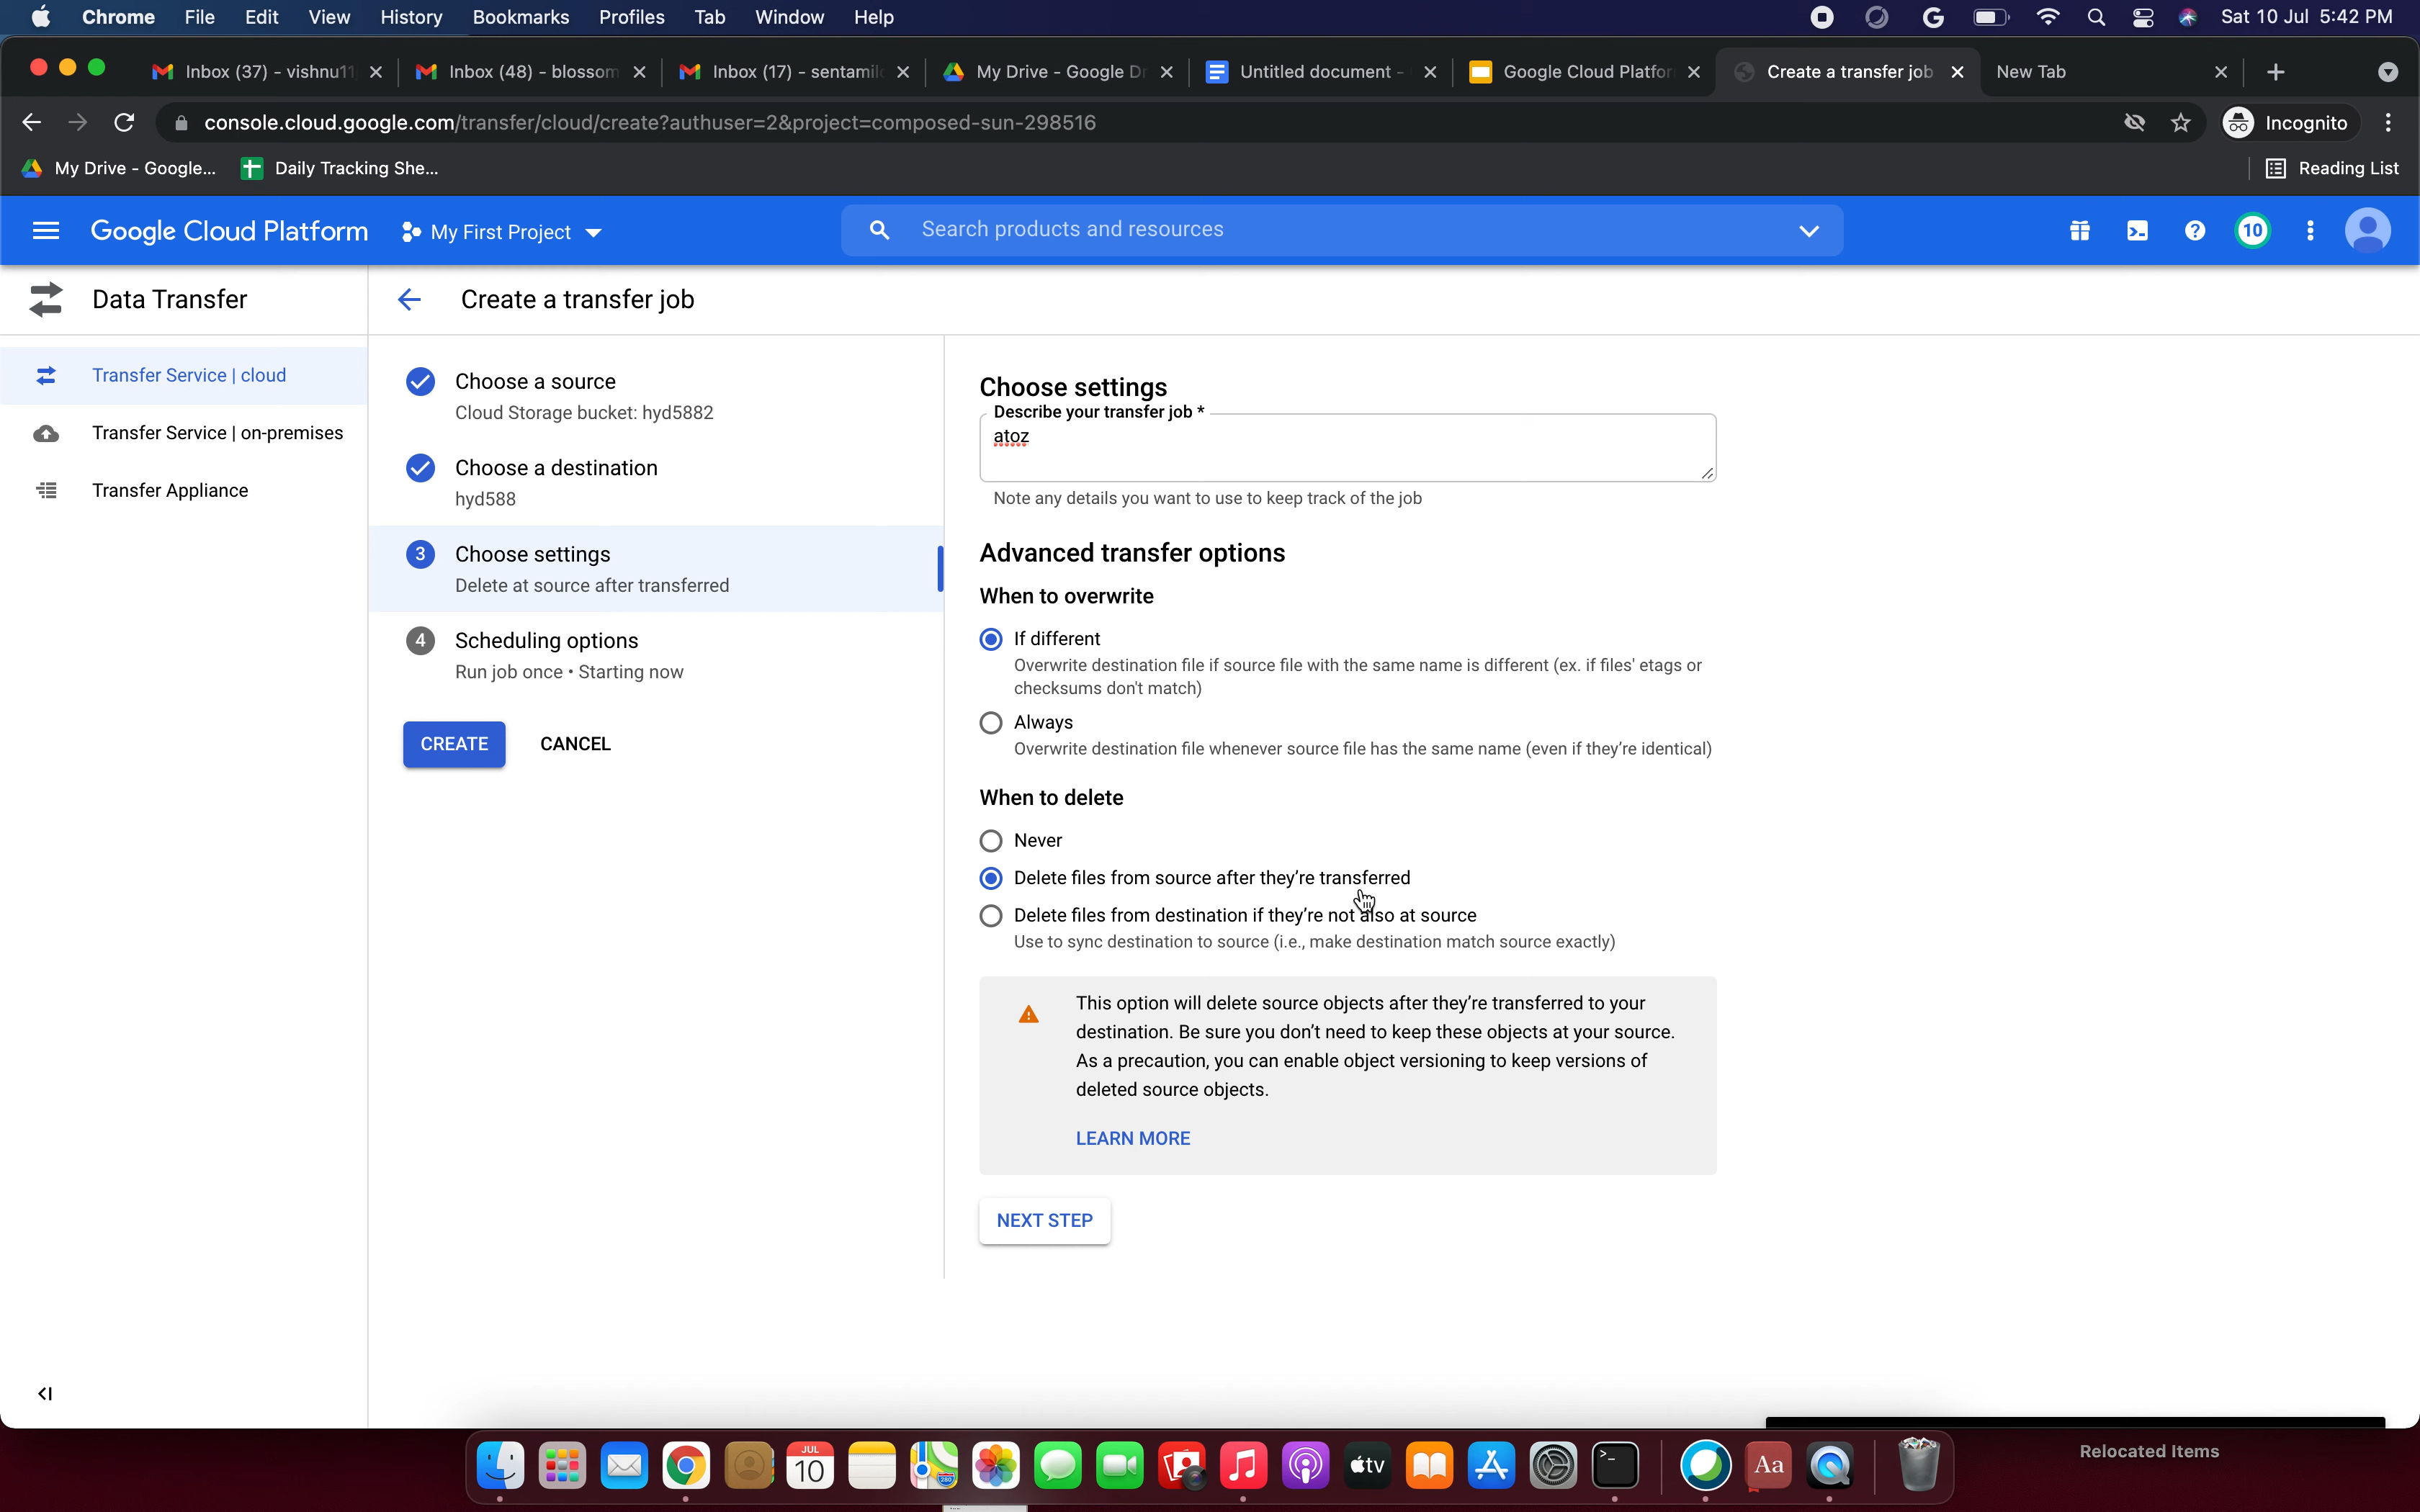 Chrome File Edit View History Bookmarks Profiles Tab Window Help Sat 10 Jul 5:42 PM
Inbox (37) - vishnu11 Inbox (48) - blossom Inbox (17) - sentamil My Drive - Google Dr Untitled document - Google Cloud Platfor Create a transfer job New Tab
console.cloud.google.com/transfer/cloud/create?authuser=2&project=composed-sun-298516 Incognito
My Drive - Google... Daily Tracking She... Reading List
Google Cloud Platform My First Project Search products and resources 10
Data Transfer
Transfer Service | cloud
Transfer Service | on-premises
Transfer Appliance
Create a transfer job
Choose a source
Cloud Storage bucket: hyd5882
Choose a destination
hyd588
3 Choose settings
Delete at source after transferred
4 Scheduling options
Run job once • Starting now
CREATE CANCEL
Choose settings
Describe your transfer job *
atoz
Note any details you want to use to keep track of the job
Advanced transfer options
When to overwrite
If different
Overwrite destination file if source file with the same name is different (ex. if files' etags or
checksums don't match)
Always
Overwrite destination file whenever source file has the same name (even if they're identical)
When to delete
Never
Delete files from source after they're transferred
Delete files from destination if they're not also at source
Use to sync destination to source (i.e., make destination match source exactly)
This option will delete source objects after they're transferred to your
destination. Be sure you don't need to keep these objects at your source.
As a precaution, you can enable object versioning to keep versions of
deleted source objects.
LEARN MORE
NEXT STEP
JUL
10
280
tv
Aa
Relocated Items